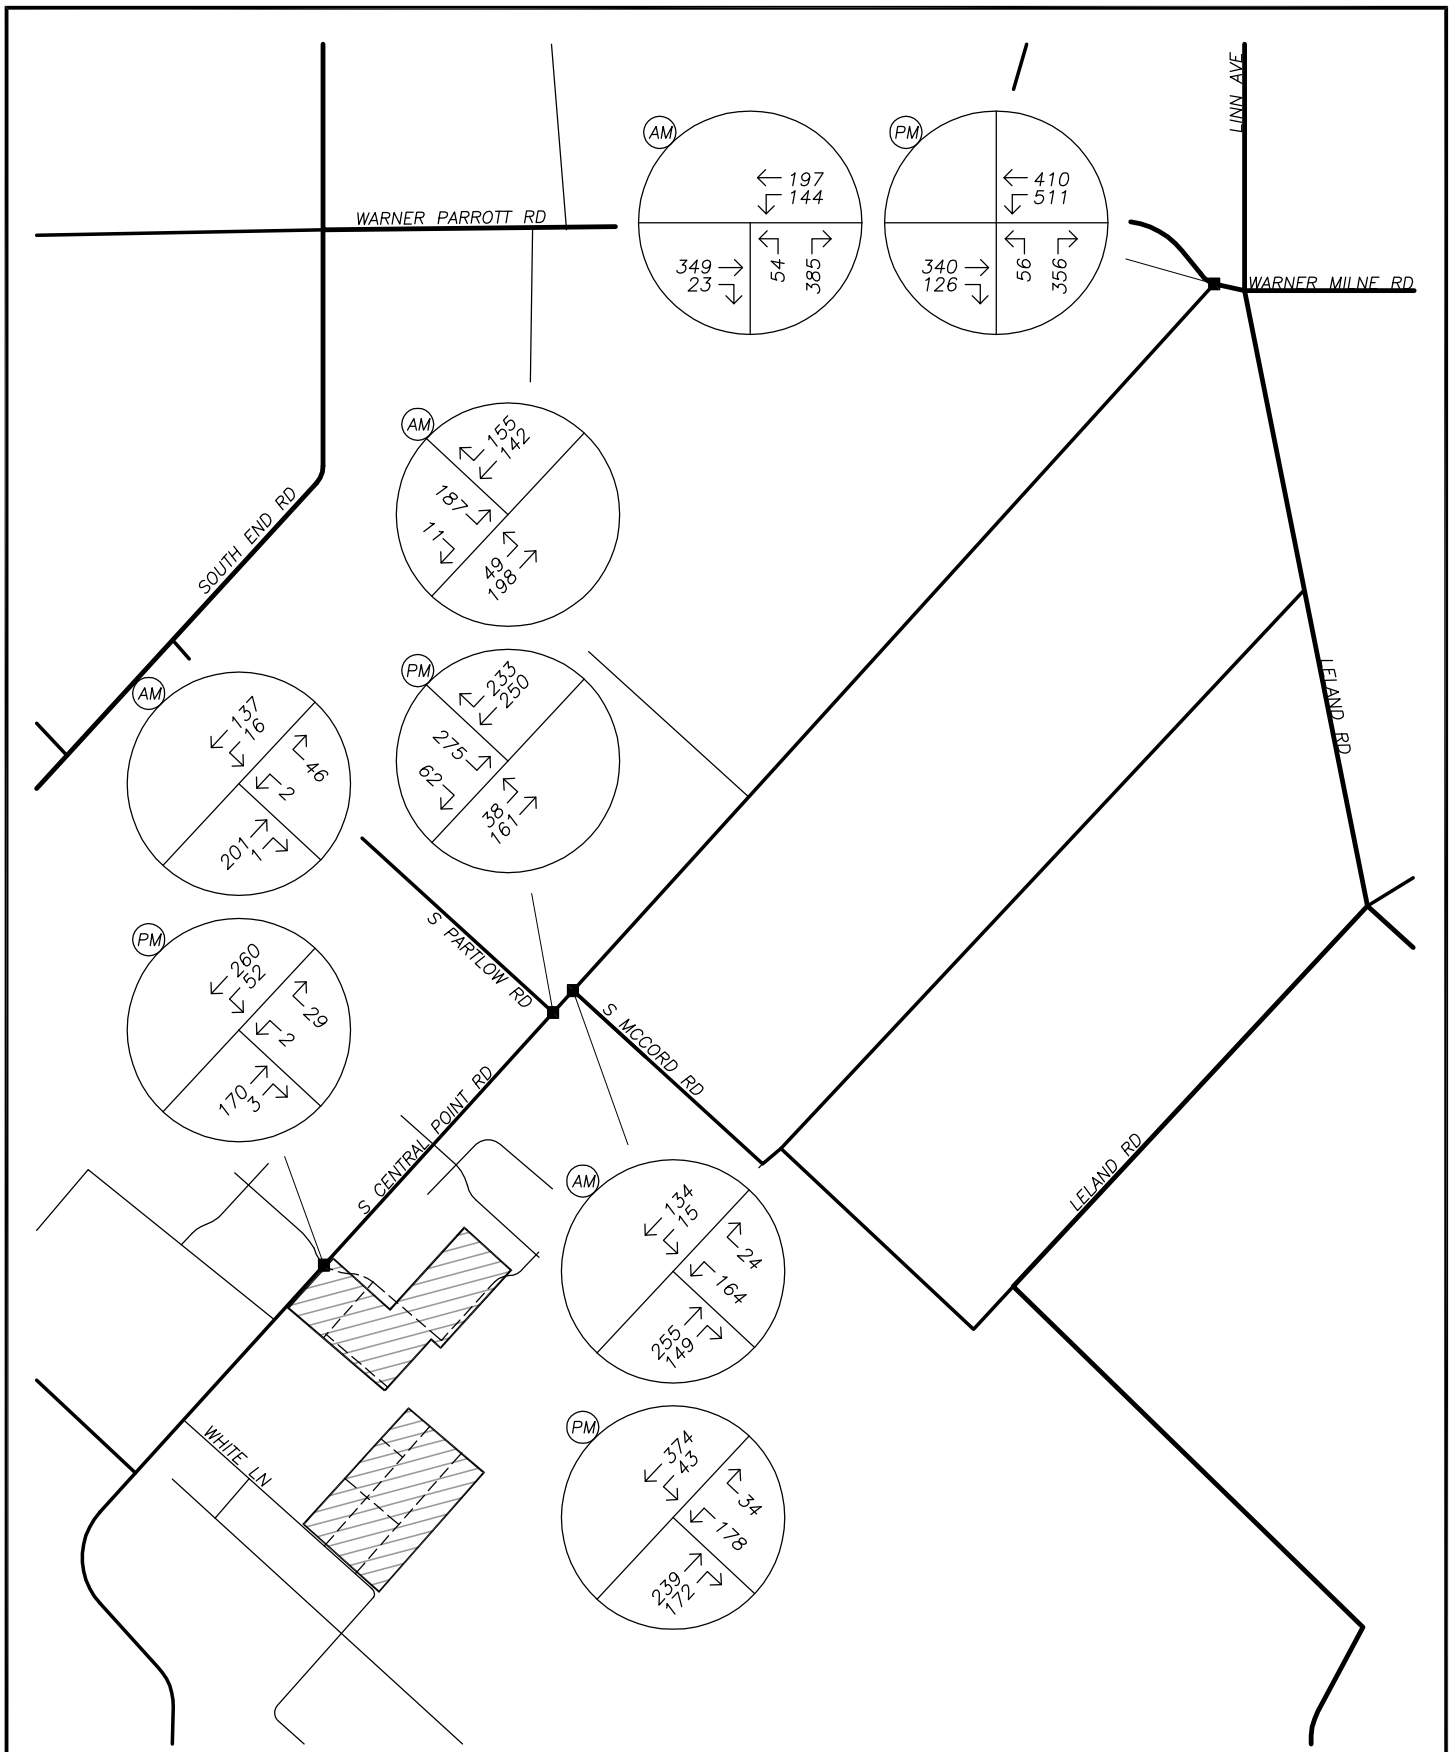 LINN AVE
AM
197
144
349
23
54
385
PM
410
511
340
126
56
356
WARNER PARROTT RD
WARNER MILNE RD
AM
155
142
187
11
49
198
SOUTH END RD
PM
233
250
275
62
38
161
LELAND RD
AM
137
16
46
2
201
1
S PARTLOW RD
PM
260
52
29
2
170
3
S MCCORD RD
S CENTRAL POINT RD
LELAND RD
AM
134
15
24
164
255
149
PM
374
43
34
178
239
172
WHITE LN